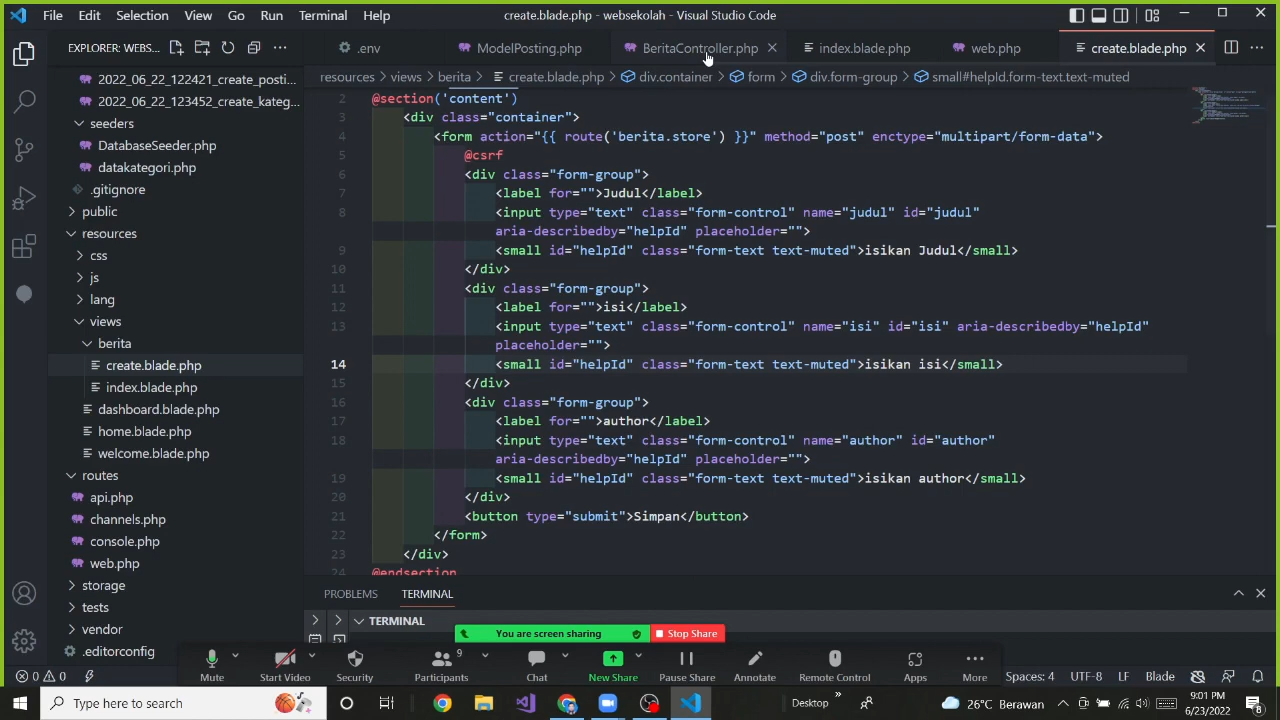 File Edit Selection View Go Run Terminal Help create.blade.php - websekolah - Visual Studio Code
EXPLORER: WEBS...
.env ModelPosting.php BeritaController.php index.blade.php web.php create.blade.php
resources > views > berita > create.blade.php > div.container > form > div.form-group > small#helpId.form-text.text-muted
2022_06_22_122421_create_posti...
2022_06_22_123452_create_kateg...
seeders
DatabaseSeeder.php
datakategori.php
.gitignore
public
resources
css
js
lang
views
berita
create.blade.php
index.blade.php
dashboard.blade.php
home.blade.php
welcome.blade.php
routes
api.php
channels.php
console.php
web.php
storage
tests
vendor
.editorconfig
2 @section('content')
3 <div class="container">
4 <form action="{{ route('berita.store') }}" method="post" enctype="multipart/form-data">
5 @csrf
6 <div class="form-group">
7 <label for="">Judul</label>
8 <input type="text" class="form-control" name="judul" id="judul"
aria-describedby="helpId" placeholder="">
9 <small id="helpId" class="form-text text-muted">isikan Judul</small>
10 </div>
11 <div class="form-group">
12 <label for="">isi</label>
13 <input type="text" class="form-control" name="isi" id="isi" aria-describedby="helpId"
placeholder="">
14 <small id="helpId" class="form-text text-muted">isikan isi</small>
15 </div>
16 <div class="form-group">
17 <label for="">author</label>
18 <input type="text" class="form-control" name="author" id="author"
aria-describedby="helpId" placeholder="">
19 <small id="helpId" class="form-text text-muted">isikan author</small>
20 </div>
21 <button type="submit">Simpan</button>
22 </form>
23 </div>
24 @endsection
PROBLEMS TERMINAL
TERMINAL
You are screen sharing Stop Share
9
Mute Start Video Security Participants Chat New Share Pause Share Annotate Remote Control Apps More
0 0 Spaces: 4 UTF-8 LF Blade
Type here to search Desktop » 26°C Berawan 9:01 PM
6/23/2022
3